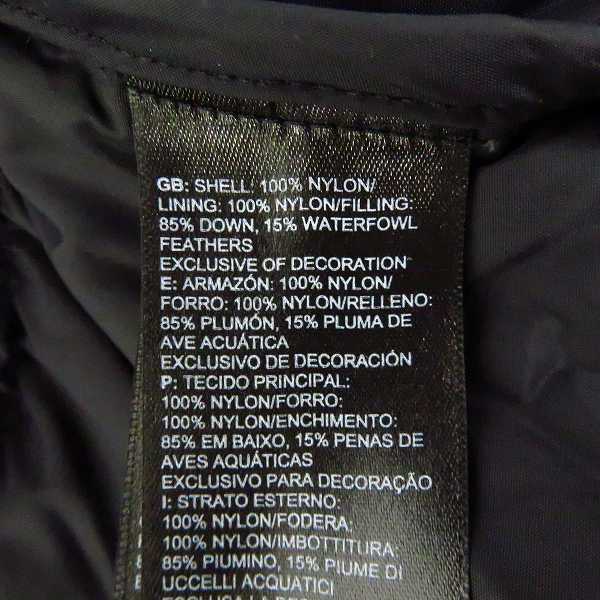 GB: SHELL: 100% NYLON/
LINING: 100% NYLON/FILLING:
85% DOWN, 15% WATERFOWL
FEATHERS
EXCLUSIVE OF DECORATION
E: ARMAZÓN: 100% NYLON/
FORRO: 100% NYLON/RELLENO:
85% PLUMÓN, 15% PLUMA DE
AVE ACUÁTICA
EXCLUSIVO DE DECORACIÓN
P: TECIDO PRINCIPAL:
100% NYLON/FORRO:
100% NYLON/ENCHIMENTO:
85% EM BAIXO, 15% PENAS DE
AVES AQUÁTICAS
EXCLUSIVO PARA DECORAÇÃO
I: STRATO ESTERNO:
100% NYLON/FODERA:
100% NYLON/IMBOTTITURA:
85% PIUMINO, 15% PIUME DI
UCCELLI ACQUATICI